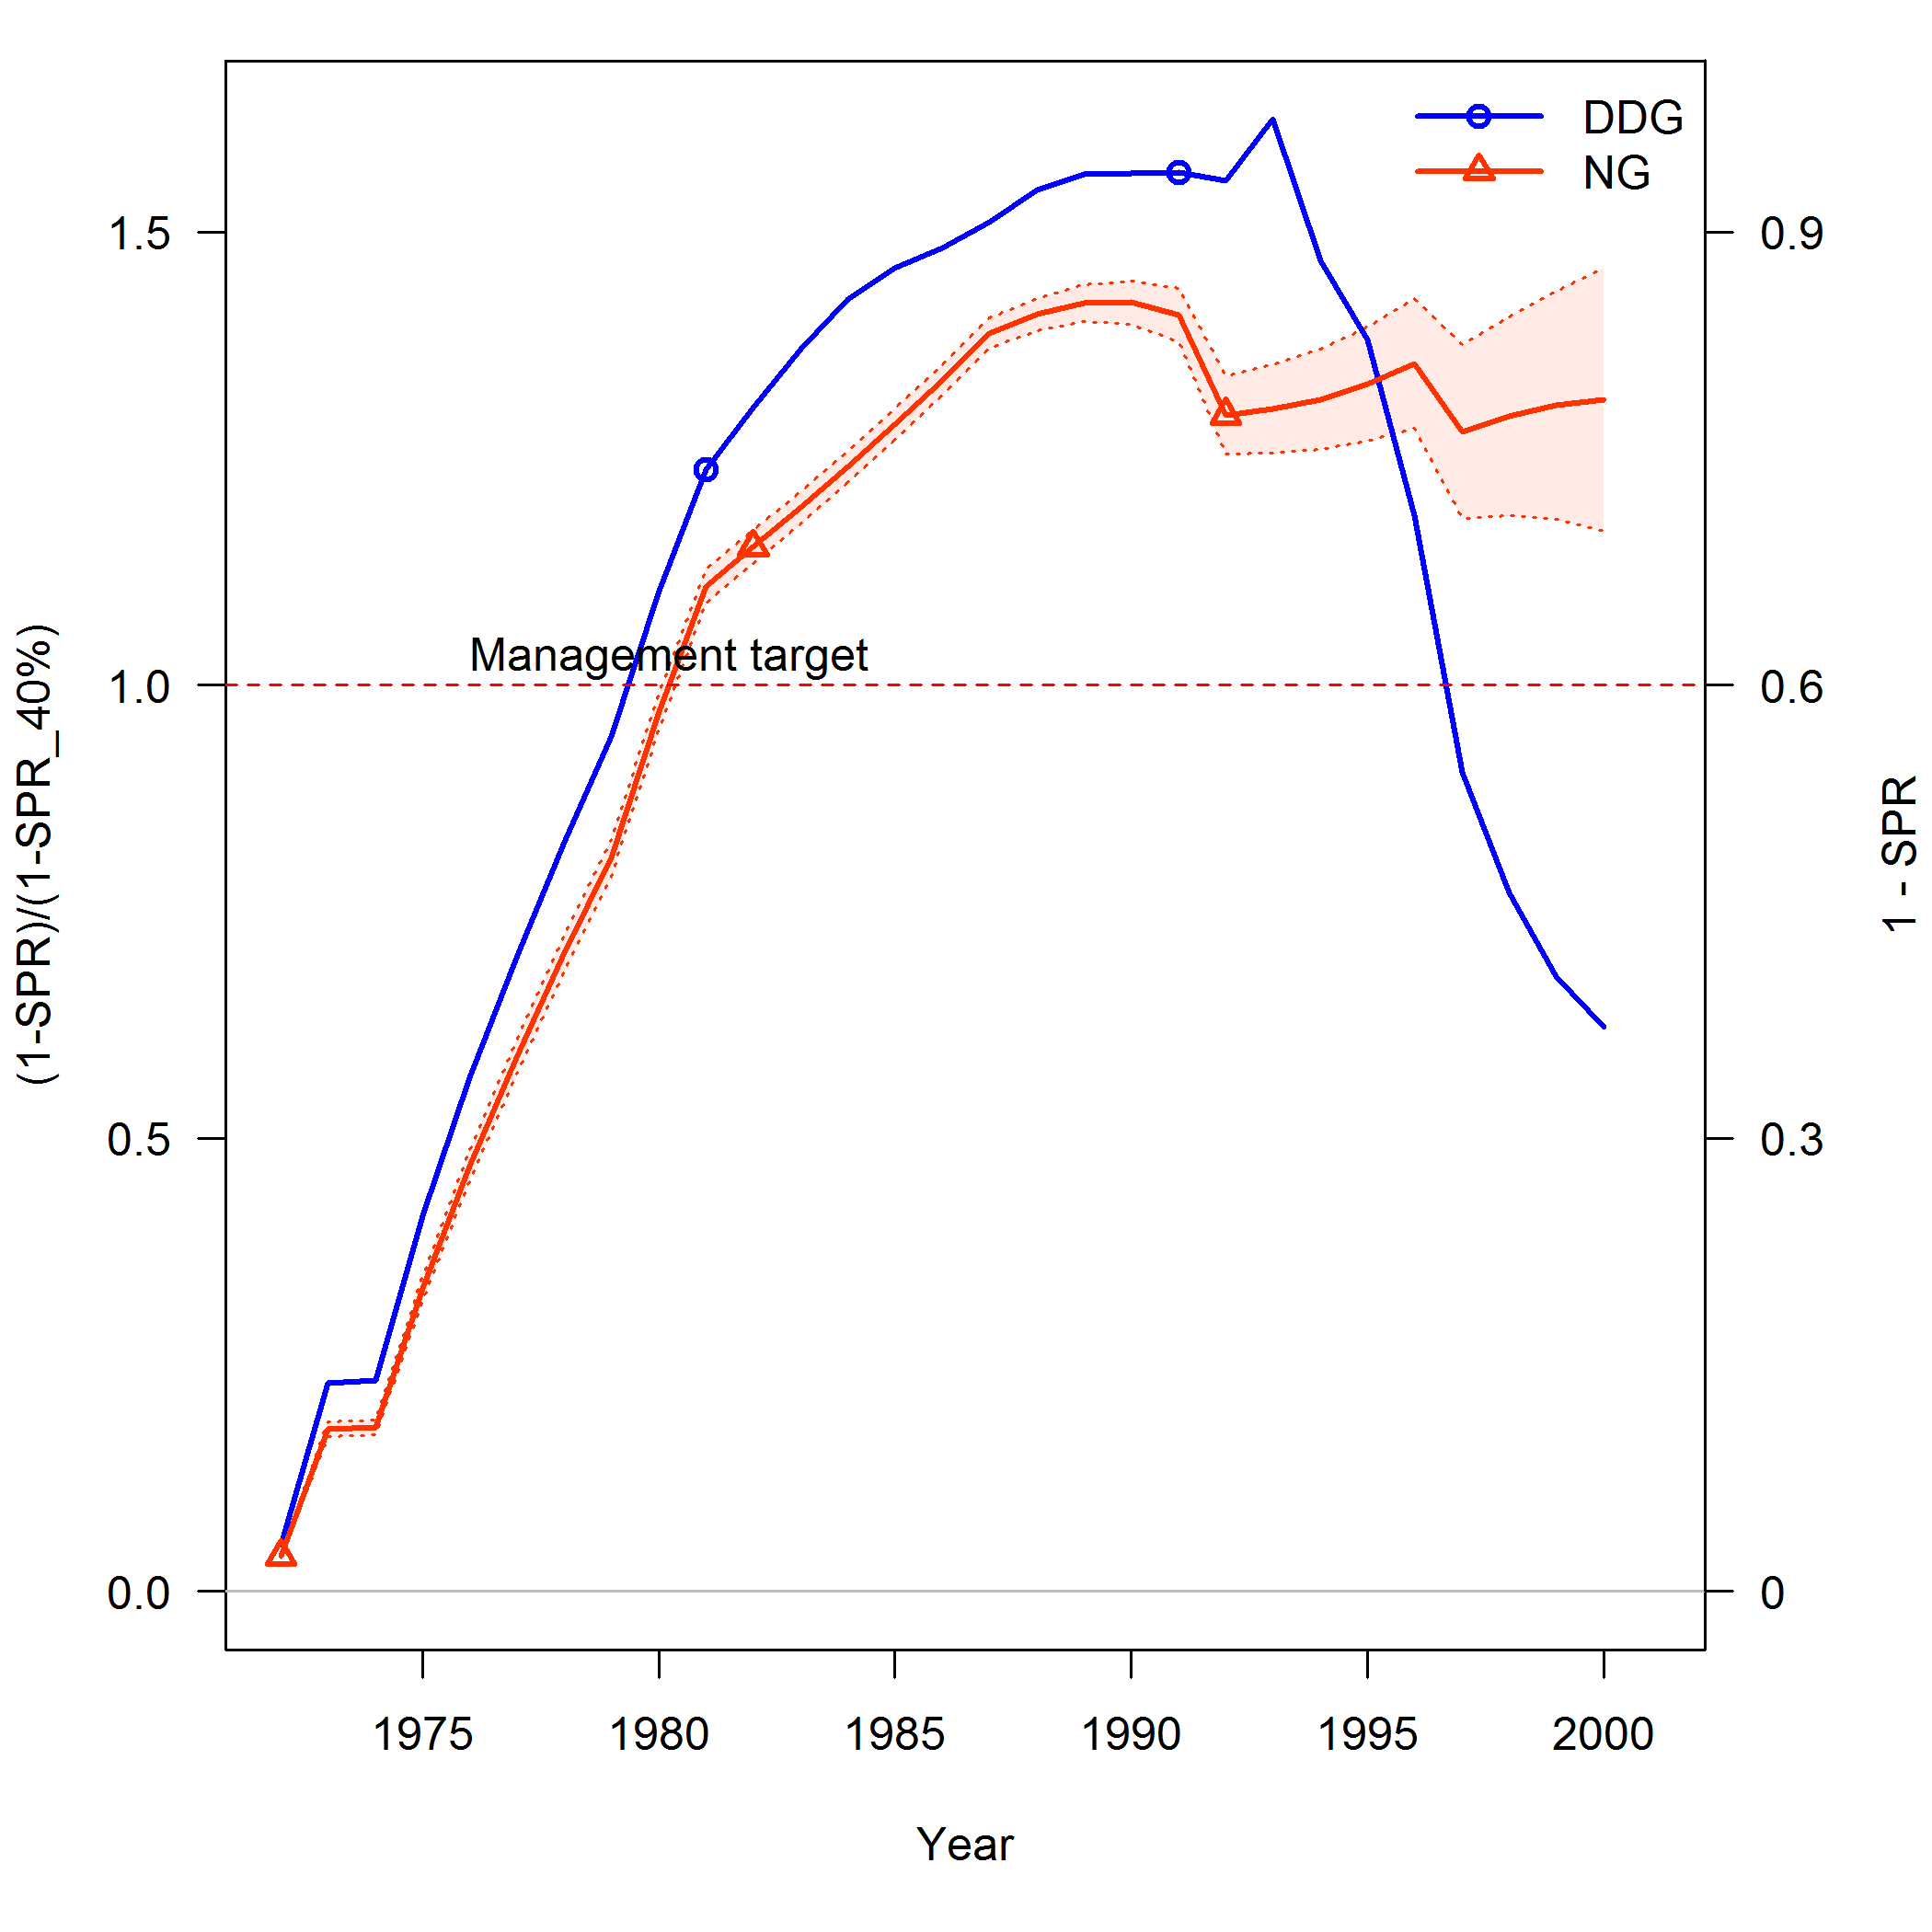 DDG
NG
Management target
(1-SPR)/(1-SPR_40%)
1.5
1.0
0.5
0.0
0.9
0.6
0.3
0
1 - SPR
1975 1980 1985 1990 1995 2000
Year